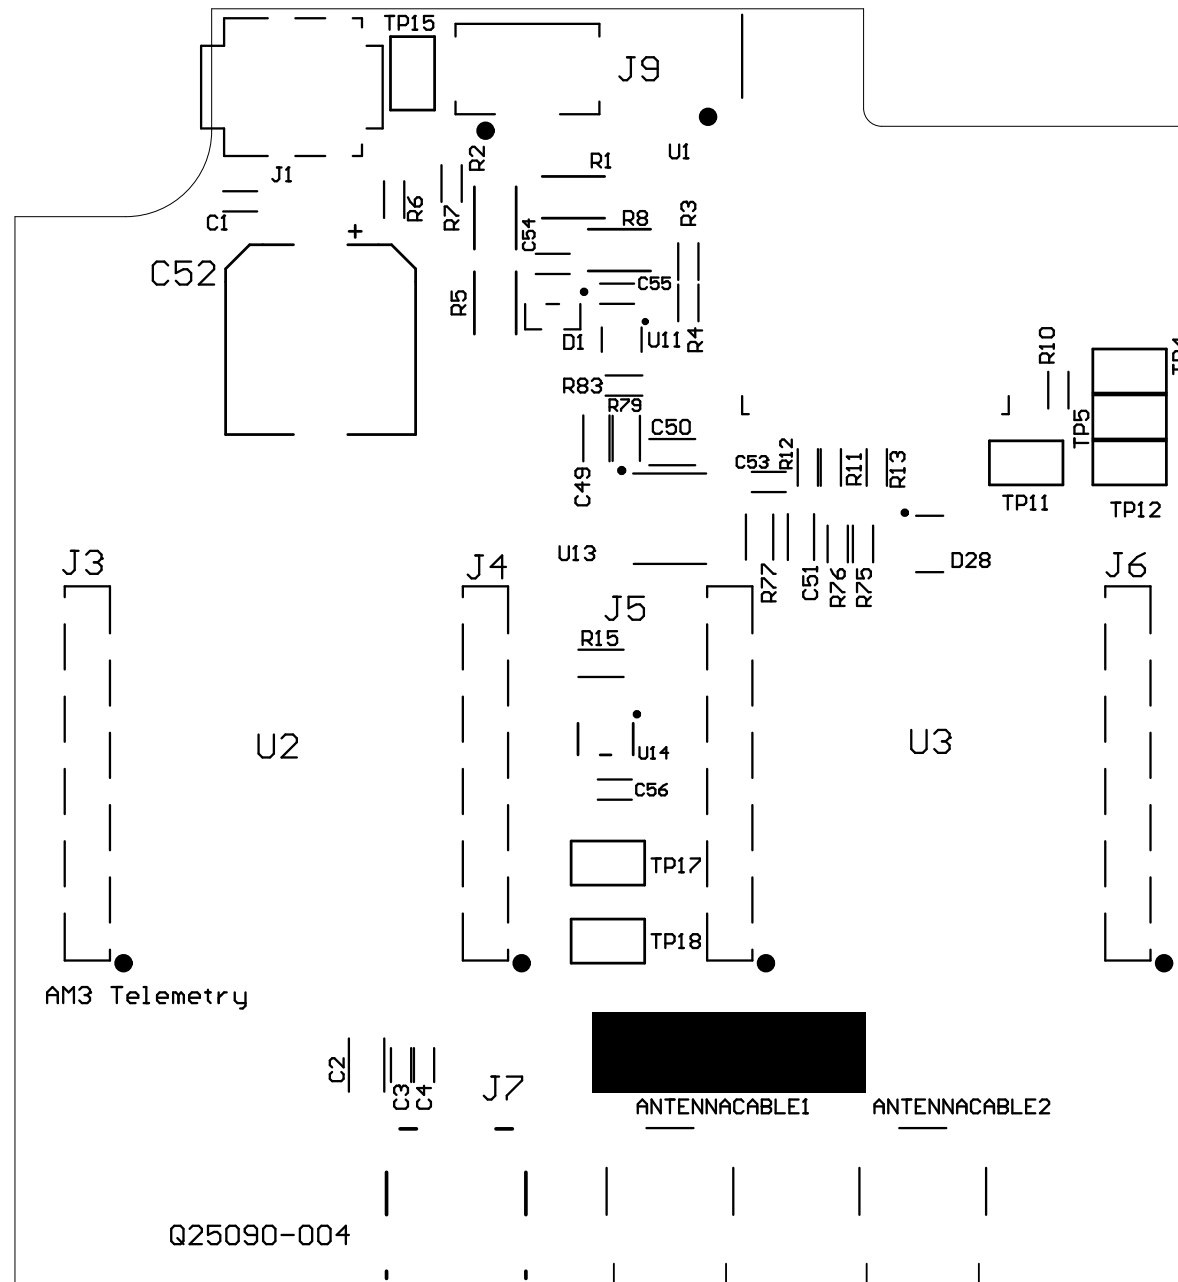 TP15
J9
R2
R1
U1
J1
R6
R7
C1
C54
R8
R3
+
C52
C55
R5
D1
U11
R4
R10
TP4
R83
R79
C50
TP5
C49
C53
R12
R11
R13
TP11
TP12
U13
R77
C51
R76
R75
D28
J3
J4
J5
J6
R15
U2
U14
U3
C56
TP17
TP18
AM3 Telemetry
C2
C3
C4
J7
ANTENNACABLE1
ANTENNACABLE2
Q25090-004